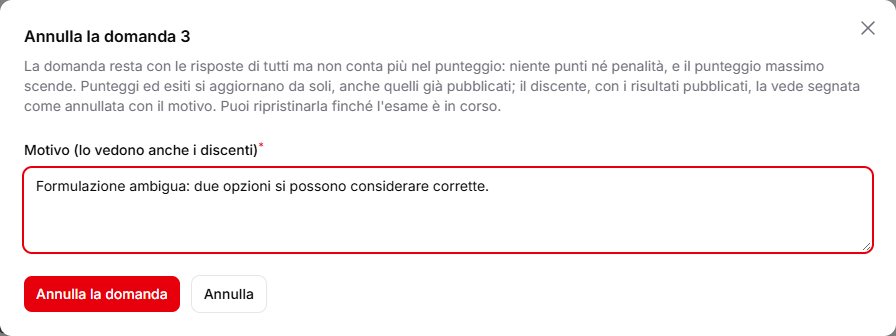 Annulla la domanda 3
La domanda resta con le risposte di tutti ma non conta più nel punteggio: niente punti né penalità, e il punteggio massimo
scende. Punteggi ed esiti si aggiornano da soli, anche quelli già pubblicati; il discente, con i risultati pubblicati, la vede segnata
come annullata con il motivo. Puoi ripristinarla finché l'esame è in corso.
Motivo (lo vedono anche i discenti)*
Formulazione ambigua: due opzioni si possono considerare corrette.
Annulla la domanda
Annulla